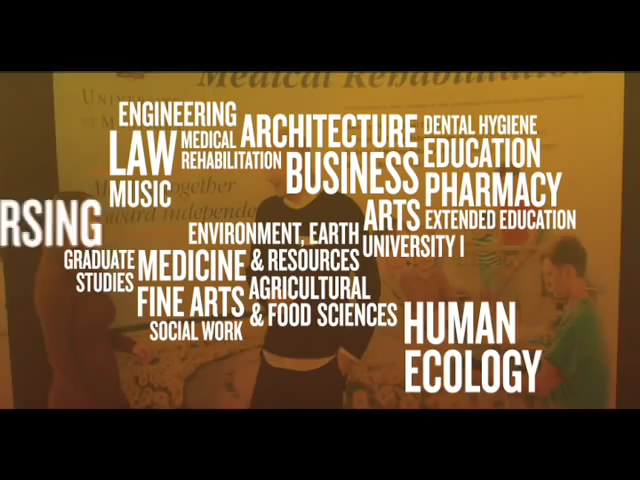 Medical Rehabilitation
ENGINEERING
LAW
MEDICAL
REHABILITATION
ARCHITECTURE
DENTAL HYGIENE
BUSINESS
EDUCATION
MUSIC
PHARMACY
RSING
ARTS
EXTENDED EDUCATION
ENVIRONMENT, EARTH
& RESOURCES
UNIVERSITY I
GRADUATE
STUDIES
MEDICINE
FINE ARTS
AGRICULTURAL
& FOOD SCIENCES
SOCIAL WORK
HUMAN
ECOLOGY